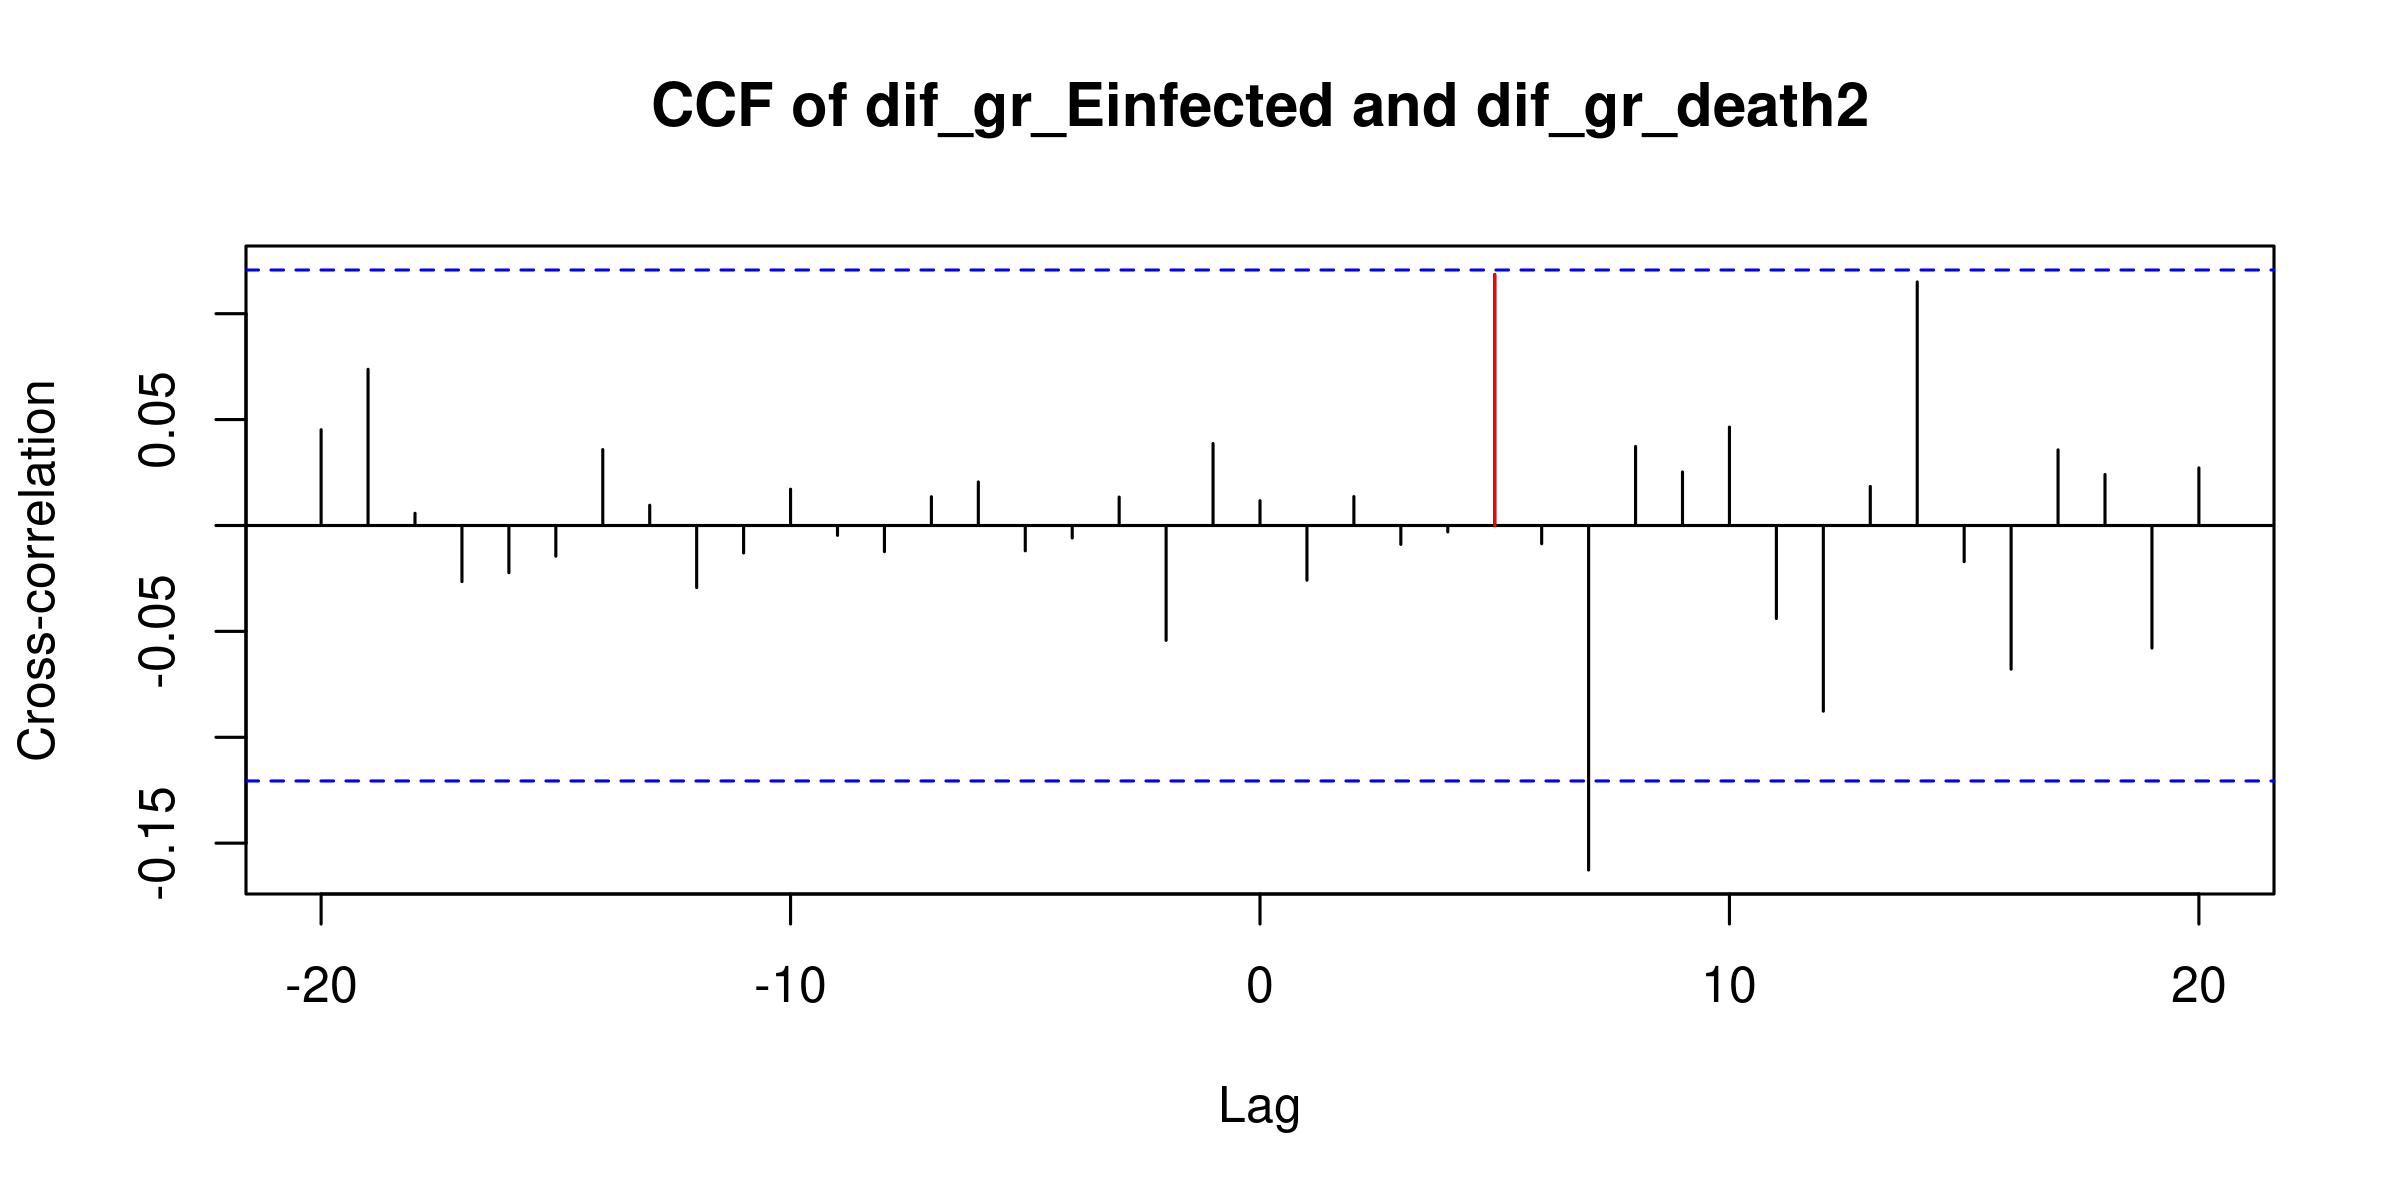 CCF of dif_gr_Einfected and dif_gr_death2
Cross-correlation
0.05
-0.05
-0.15
-20 -10 0 10 20
Lag